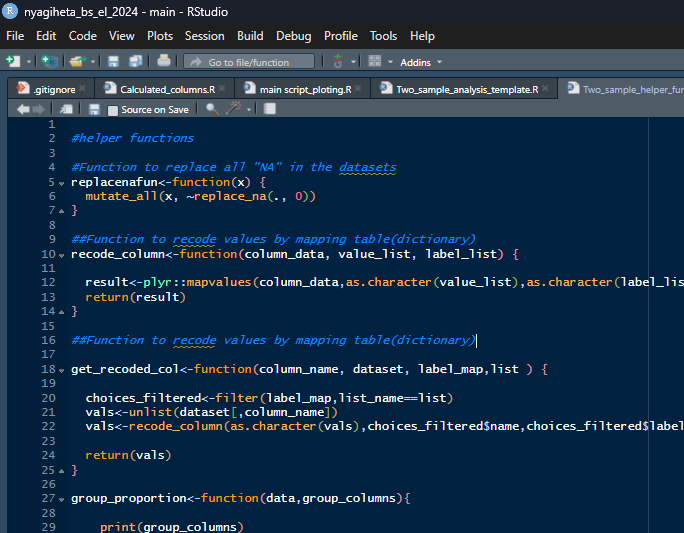 nyagiheta_bs_el_2024 - main - RStudio
File Edit Code View Plots Session Build Debug Profile Tools Help
Go to file/function Addins
.gitignore Calculated_columns.R main script_ploting.R Two_sample_analysis_template.R Two_sample_helper_fur
Source on Save
1
2 #helper functions
3
4 #Function to replace all "NA" in the datasets
5 replacenafun<-function(x) {
6 mutate_all(x, ~replace_na(., 0))
7 }
8
9 ##Function to recode values by mapping table(dictionary)
10 recode_column<-function(column_data, value_list, label_list) {
11
12 result<-plyr::mapvalues(column_data,as.character(value_list),as.character(label_lis
13 return(result)
14 }
15
16 ##Function to recode values by mapping table(dictionary)
17
18 get_recoded_col<-function(column_name, dataset, label_map,list ) {
19
20 choices_filtered<-filter(label_map,list_name==list)
21 vals<-unlist(dataset[,column_name])
22 vals<-recode_column(as.character(vals),choices_filtered$name,choices_filtered$label
23
24 return(vals)
25 }
26
27 group_proportion<-function(data,group_columns){
28
29 print(group_columns)